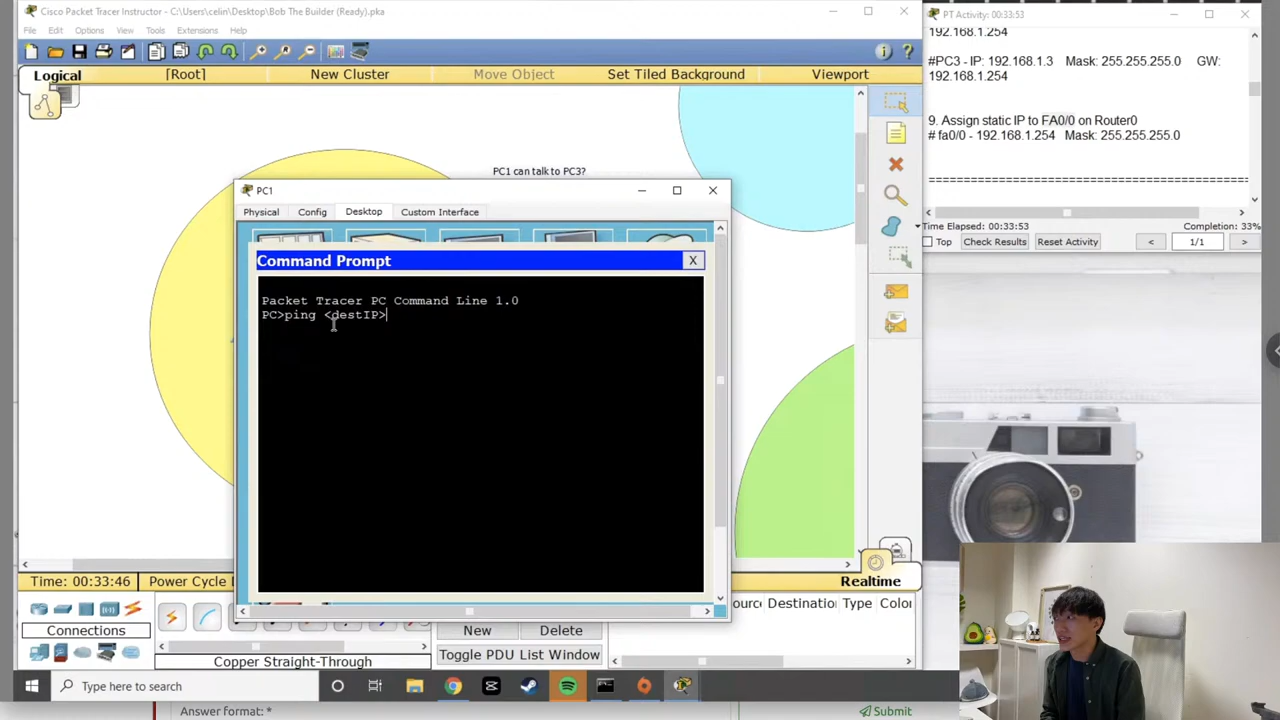 Cisco Packet Tracer Instructor - C:\Users\celin\Desktop\Bob The Builder (Ready).pka
File Edit Options View Tools Extensions Help
Logical [Root] New Cluster Move Object Set Tiled Background Viewport
PC1 can talk to PC3?
PC1
Physical Config Desktop Custom Interface
Command Prompt X
Packet Tracer PC Command Line 1.0
PC>ping <destIP>
Time: 00:33:46 Power Cycle D
Realtime
Connections
Copper Straight-Through
New Delete
Toggle PDU List Window
ource Destination Type Color
PT Activity: 00:33:53
192.168.1.254
#PC3 - IP: 192.168.1.3 Mask: 255.255.255.0 GW:
192.168.1.254
9. Assign static IP to FA0/0 on Router0
# fa0/0 - 192.168.1.254 Mask: 255.255.255.0
Time Elapsed: 00:33:53 Completion: 33%
Top Check Results Reset Activity < 1/1 >
Type here to search
Answer format: *
Submit